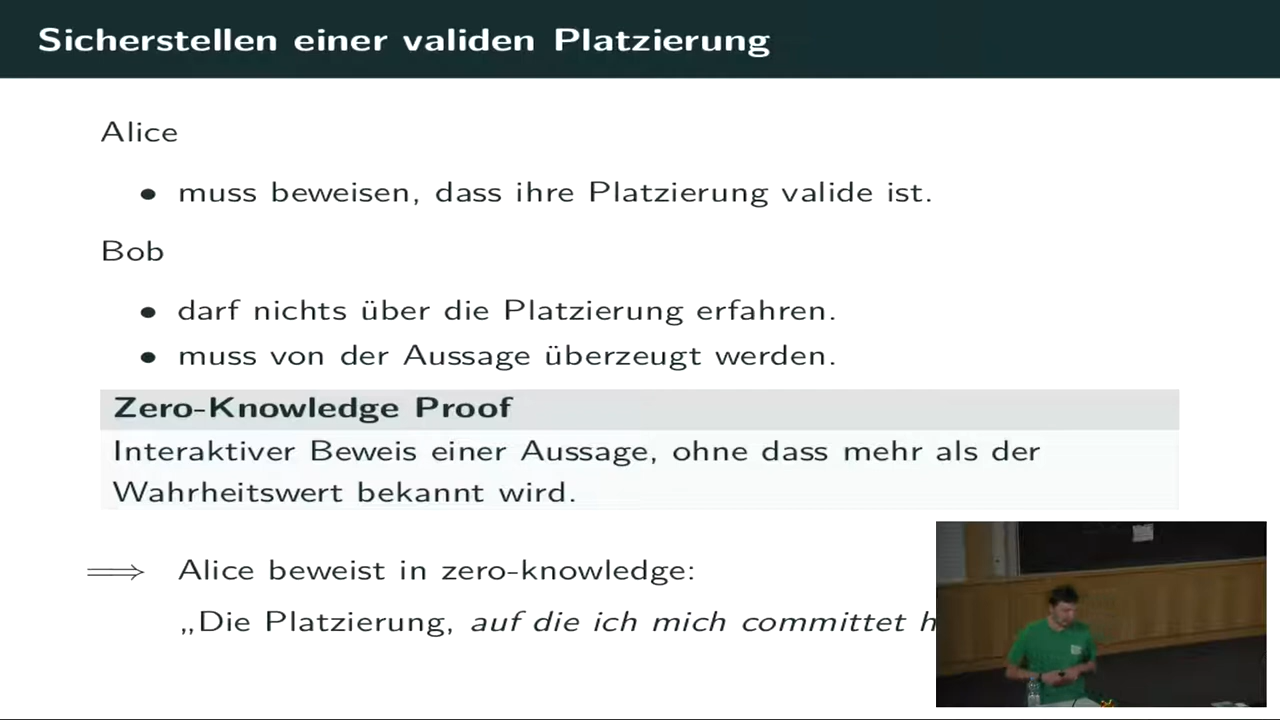 Sicherstellen einer validen Platzierung
Alice
• muss beweisen, dass ihre Platzierung valide ist.
Bob
• darf nichts über die Platzierung erfahren.
• muss von der Aussage überzeugt werden.
Zero-Knowledge Proof
Interaktiver Beweis einer Aussage, ohne dass mehr als der
Wahrheitswert bekannt wird.
⟹ Alice beweist in zero-knowledge:
„Die Platzierung, auf die ich mich committet